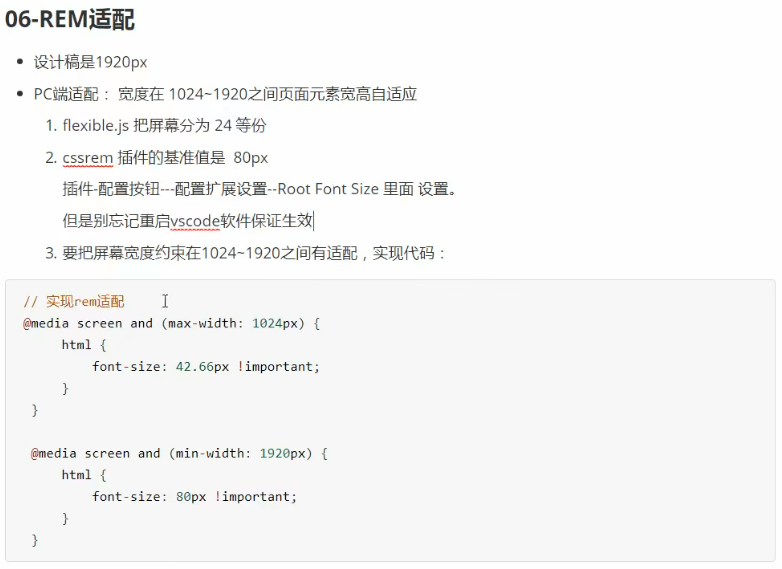 06-REM适配
设计稿是1920px
PC端适配： 宽度在 1024~1920之间页面元素宽高自适应
1. flexible.js 把屏幕分为 24 等份
2. cssrem 插件的基准值是  80px
插件-配置按钮---配置扩展设置--Root Font Size 里面 设置。
但是别忘记重启vscode软件保证生效
3. 要把屏幕宽度约束在1024~1920之间有适配，实现代码：
// 实现rem适配
@media screen and (max-width: 1024px) {
html {
font-size: 42.66px !important;
}
}
@media screen and (min-width: 1920px) {
html {
font-size: 80px !important;
}
}